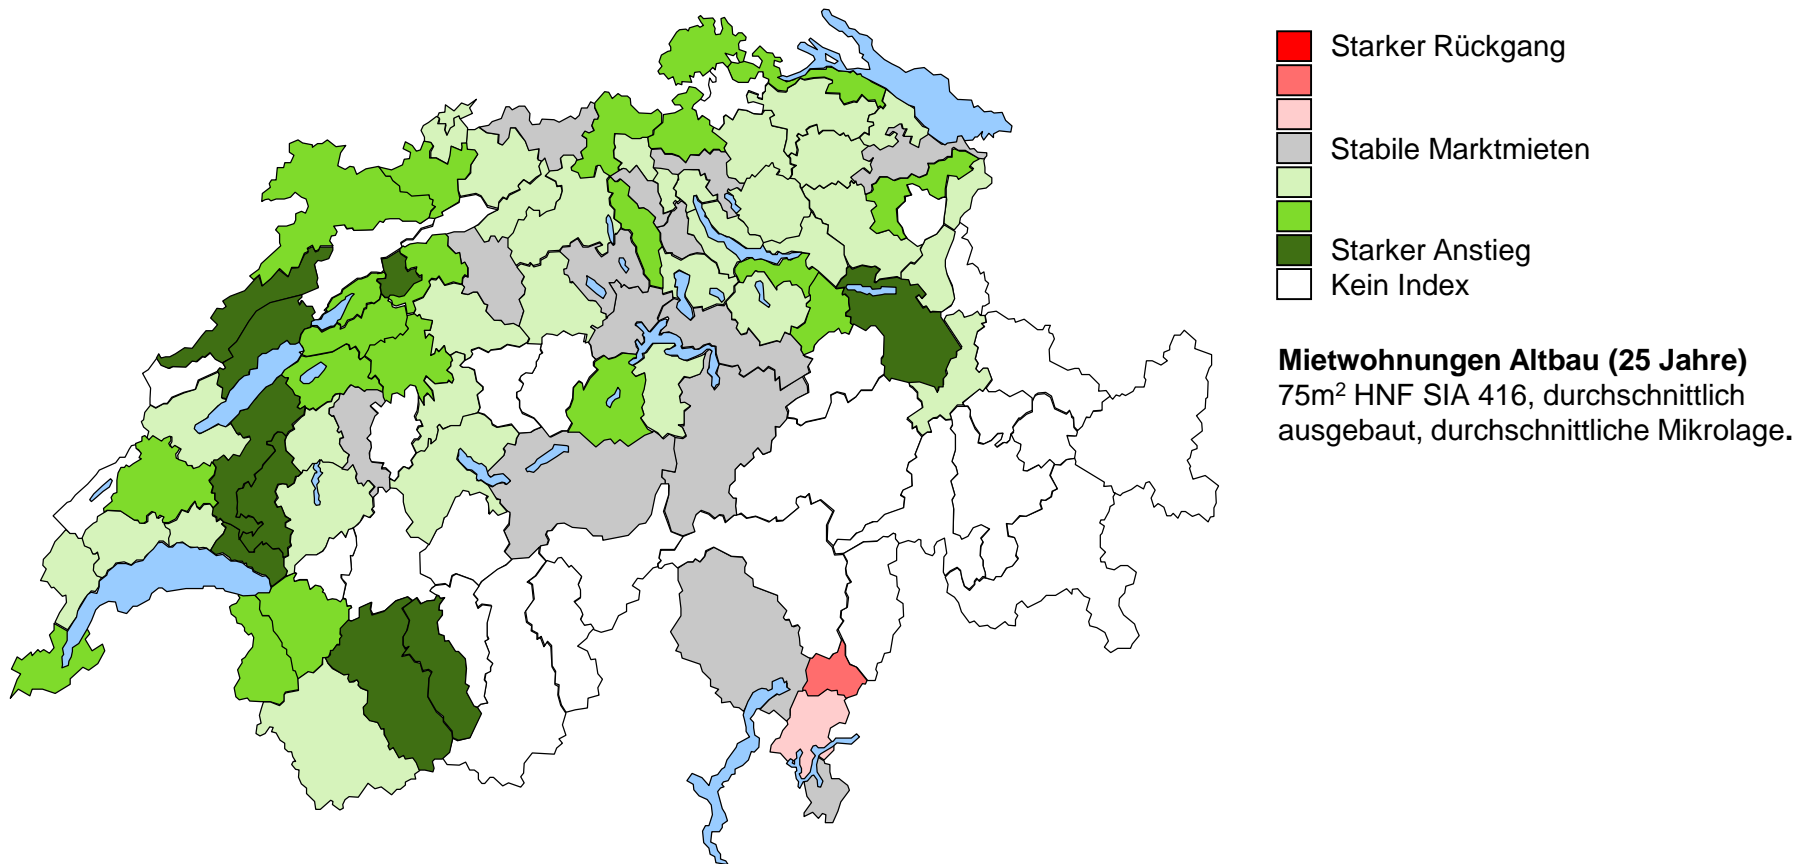 Starker Rückgang
Stabile Marktmieten
Starker Anstieg
Kein Index
Mietwohnungen Altbau (25 Jahre)
75m² HNF SIA 416, durchschnittlich
ausgebaut, durchschnittliche Mikrolage.